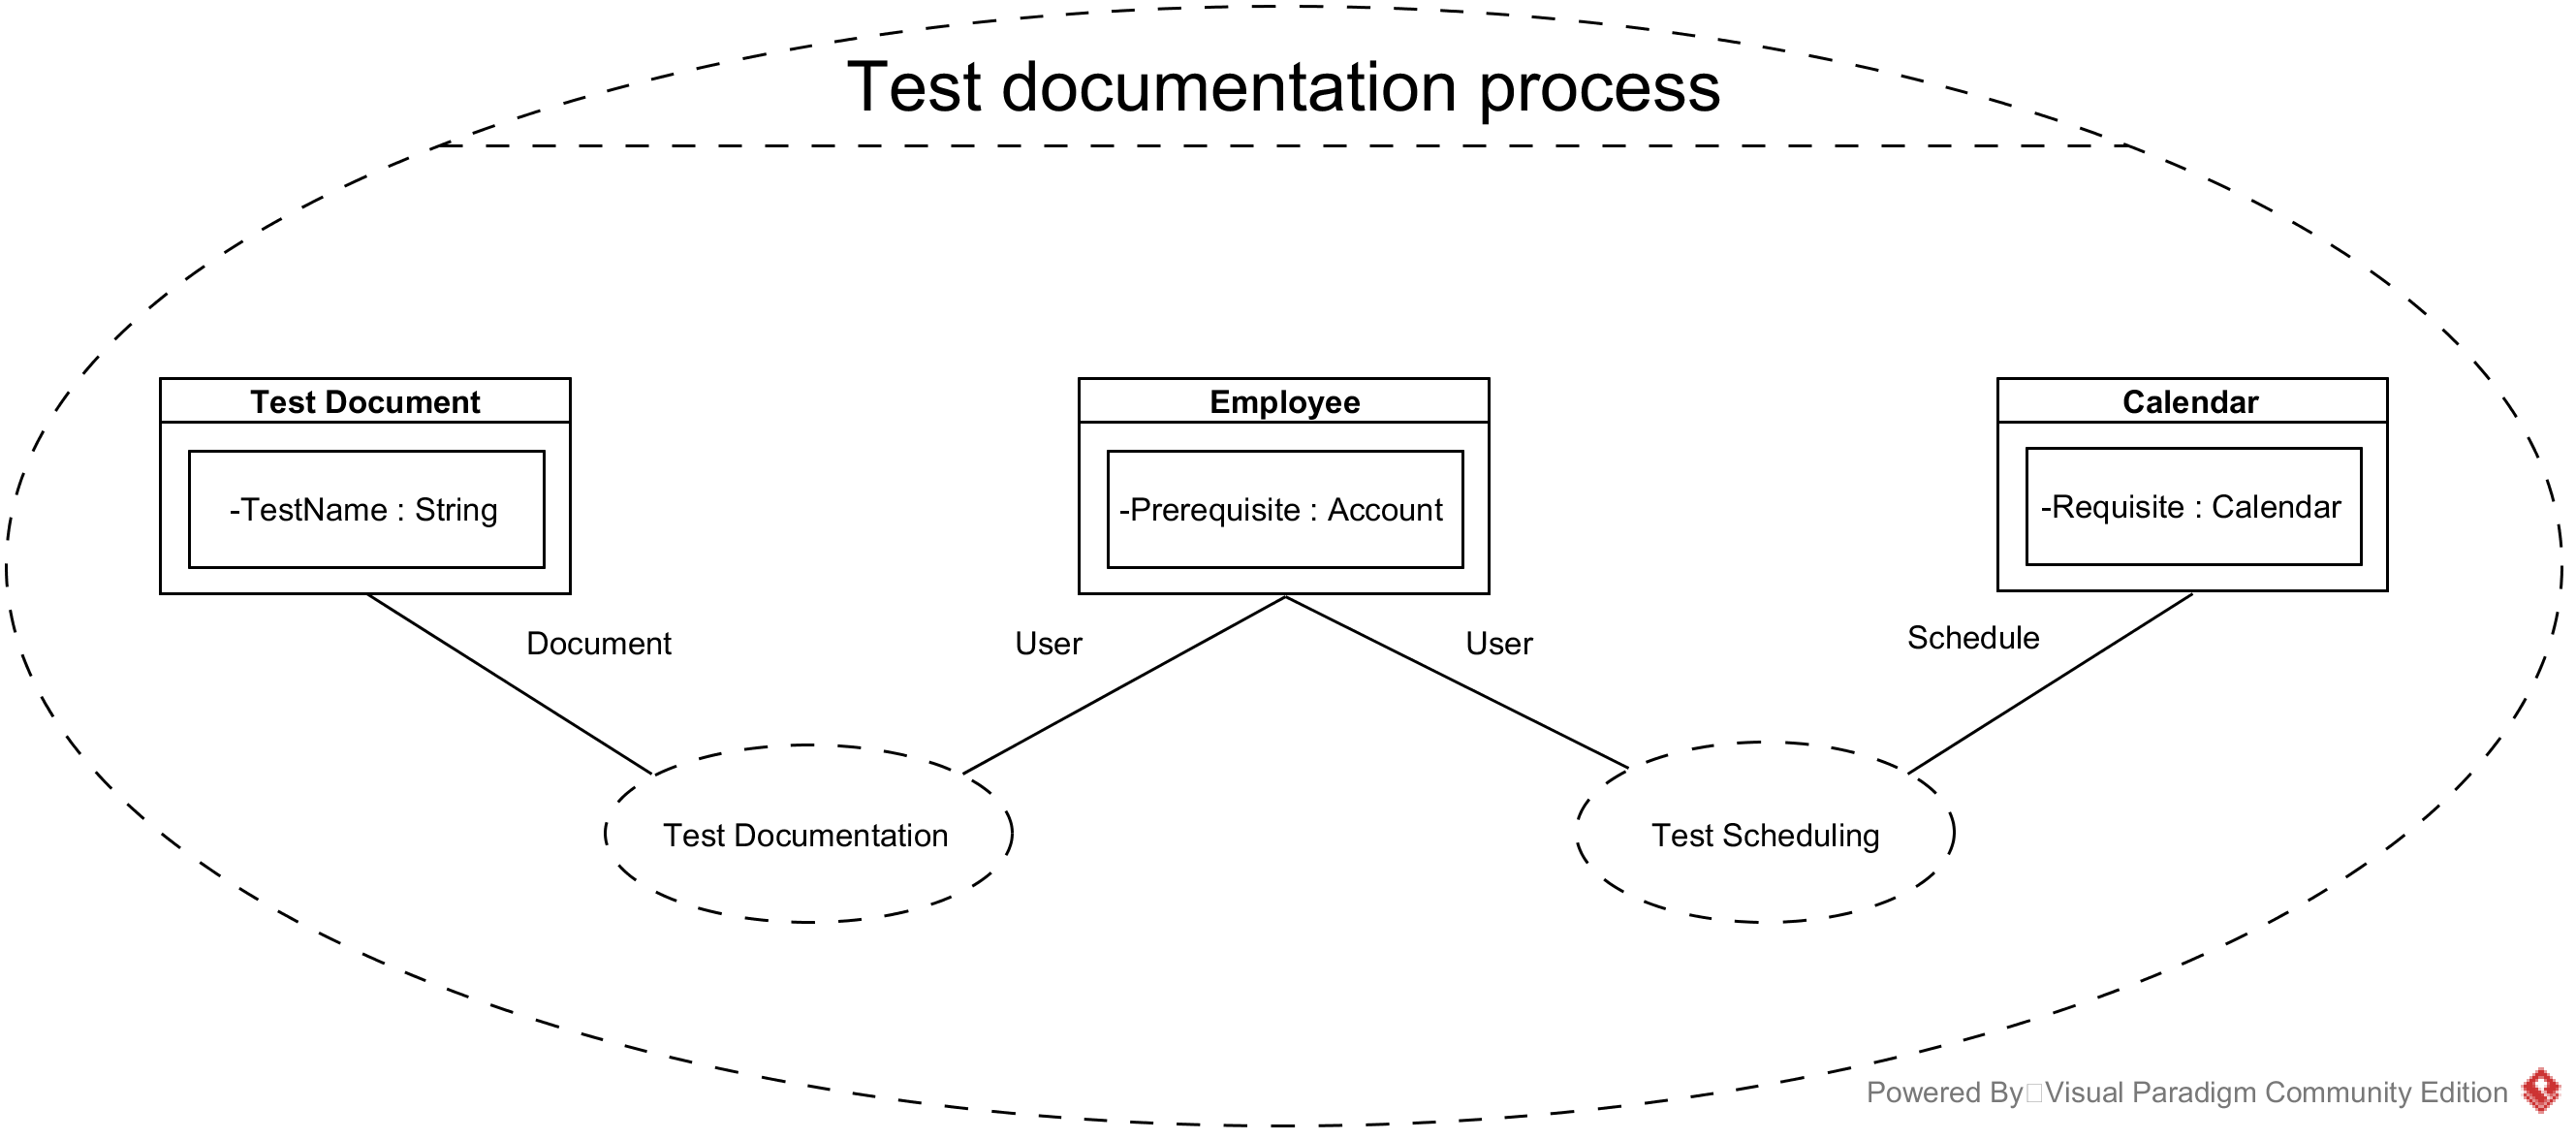 Test documentation process
Test Document
Employee
Calendar
-TestName : String
-Prerequisite : Account
-Requisite : Calendar
Document
User
User
Schedule
Test Documentation
Test Scheduling
Powered By Visual Paradigm Community Edition